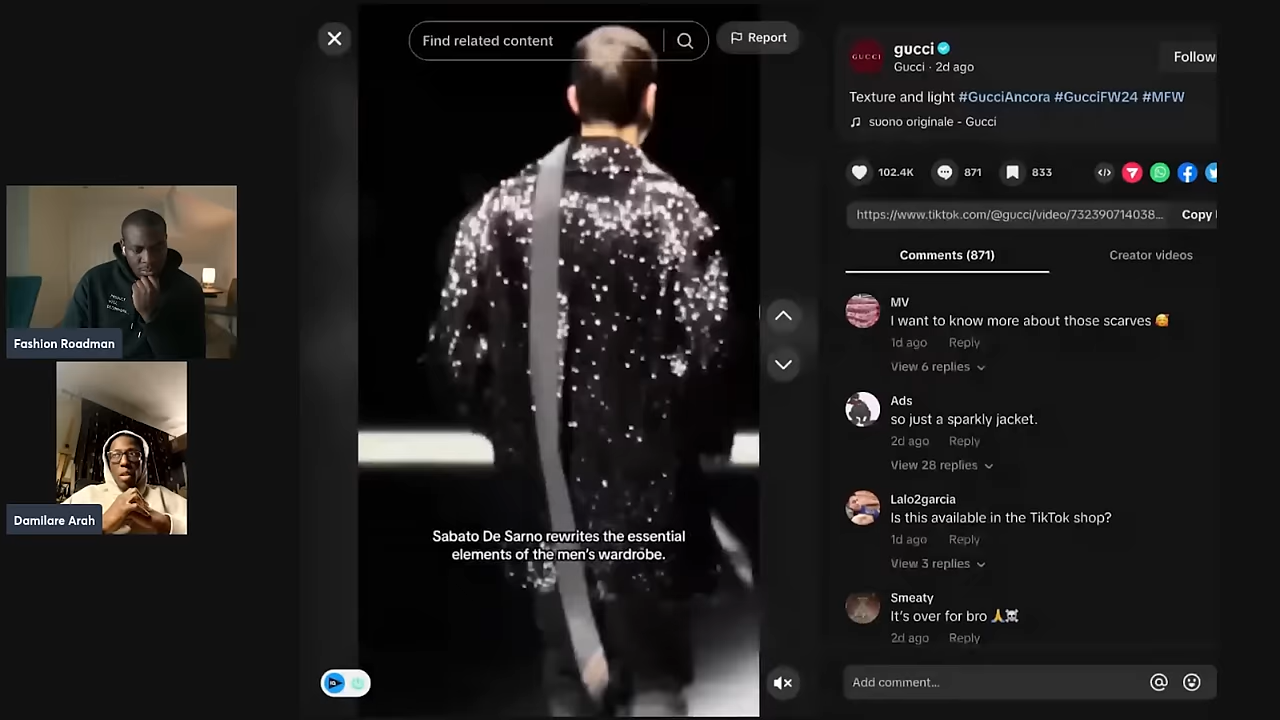 Find related content
Report
GUCCI
gucci
Gucci · 2d ago
Follow
Texture and light #GucciAncora #GucciFW24 #MFW
suono originale - Gucci
102.4K
871
833
https://www.tiktok.com/@gucci/video/732390714038...
Copy
Comments (871)
Creator videos
MV
I want to know more about those scarves 🥰
1d ago
Reply
View 6 replies
Ads
so just a sparkly jacket.
2d ago
Reply
View 28 replies
Lalo2garcia
Is this available in the TikTok shop?
1d ago
Reply
View 3 replies
Smeaty
It's over for bro 🙏☠️
2d ago
Reply
Add comment...
Fashion Roadman
Damilare Arah
Sabato De Sarno rewrites the essential
elements of the men's wardrobe.